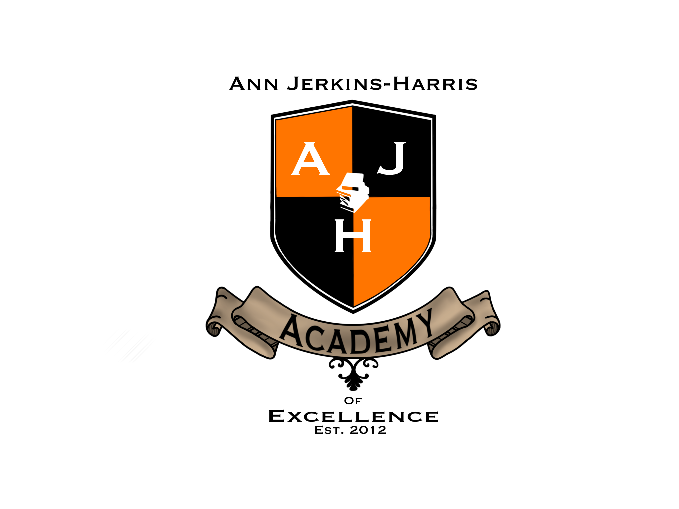 Ann Jerkins-Harris
A J
H
Academy
Of
Excellence
Est. 2012